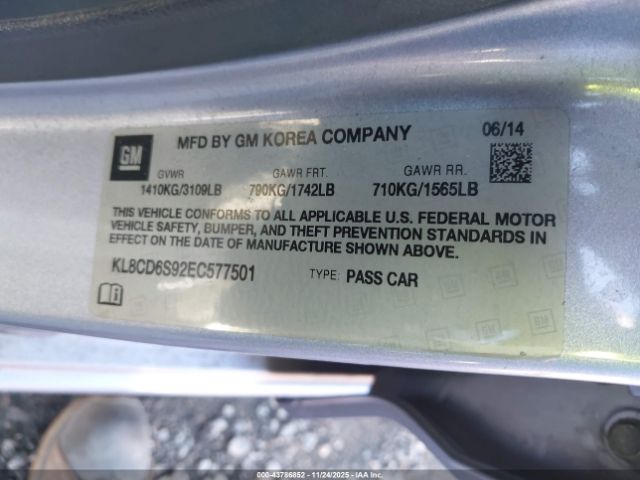 GM
MFD BY GM KOREA COMPANY
06/14
GVWR
GAWR FRT.
GAWR RR.
1410KG/3109LB
790KG/1742LB
710KG/1565LB
THIS VEHICLE CONFORMS TO ALL APPLICABLE U.S. FEDERAL MOTOR
VEHICLE SAFETY, BUMPER, AND THEFT PREVENTION STANDARDS IN
EFFECT ON THE DATE OF MANUFACTURE SHOWN ABOVE.
KL8CD6S92EC577501
TYPE: PASS CAR
000-43786852 - 11/24/2025 - IAAI.COM